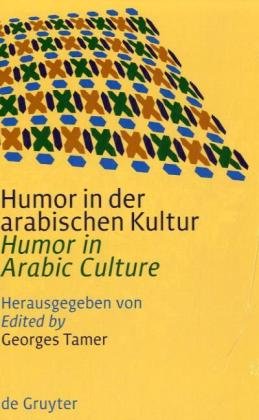 Humor in der
arabischen Kultur
Humor in
Arabic Culture
Herausgegeben von
Edited by
Georges Tamer
de Gruyter